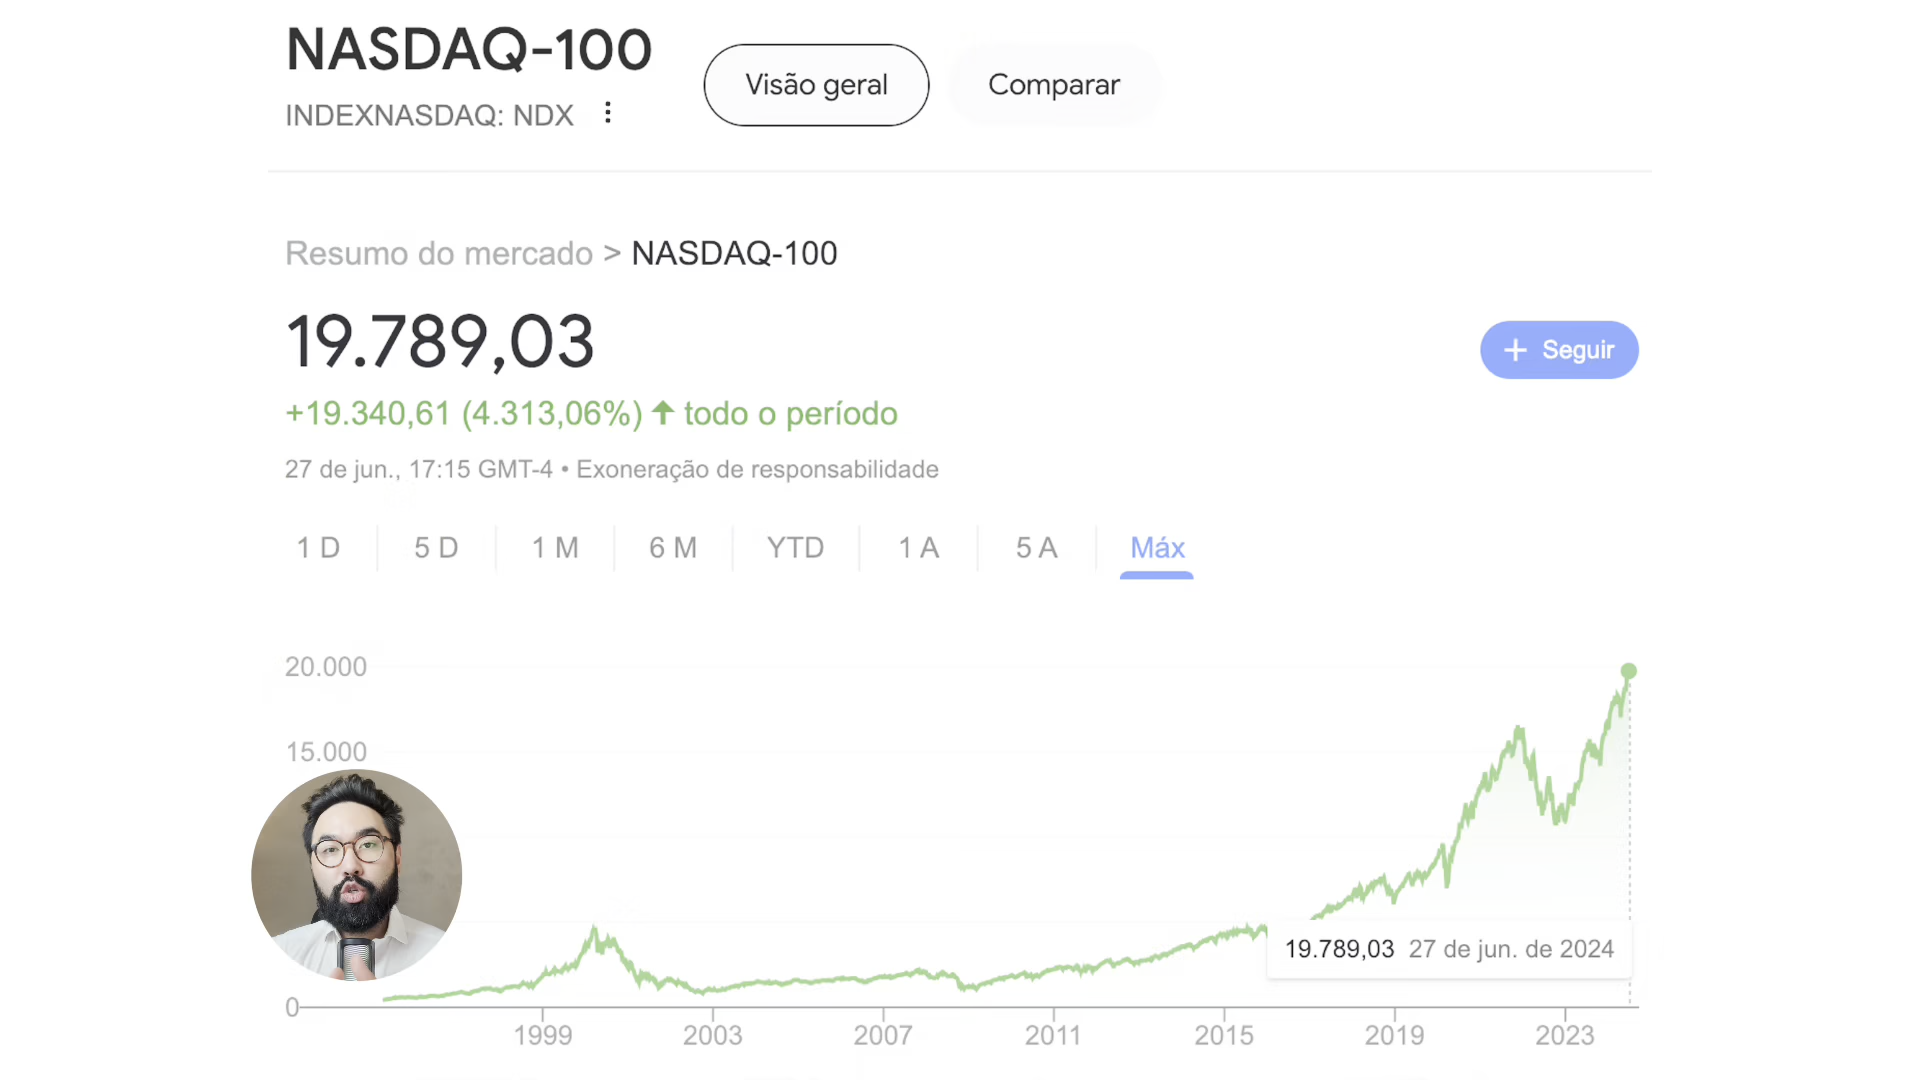 NASDAQ-100
INDEXNASDAQ: NDX
Visão geral
Comparar
Resumo do mercado > NASDAQ-100
19.789,03
+ Seguir
+19.340,61 (4.313,06%) ↑ todo o período
27 de jun., 17:15 GMT-4 • Exoneração de responsabilidade
1 D 5 D 1 M 6 M YTD 1 A 5 A Máx
20.000
15.000
19.789,03 27 de jun. de 2024
0
1999 2003 2007 2011 2015 2019 2023